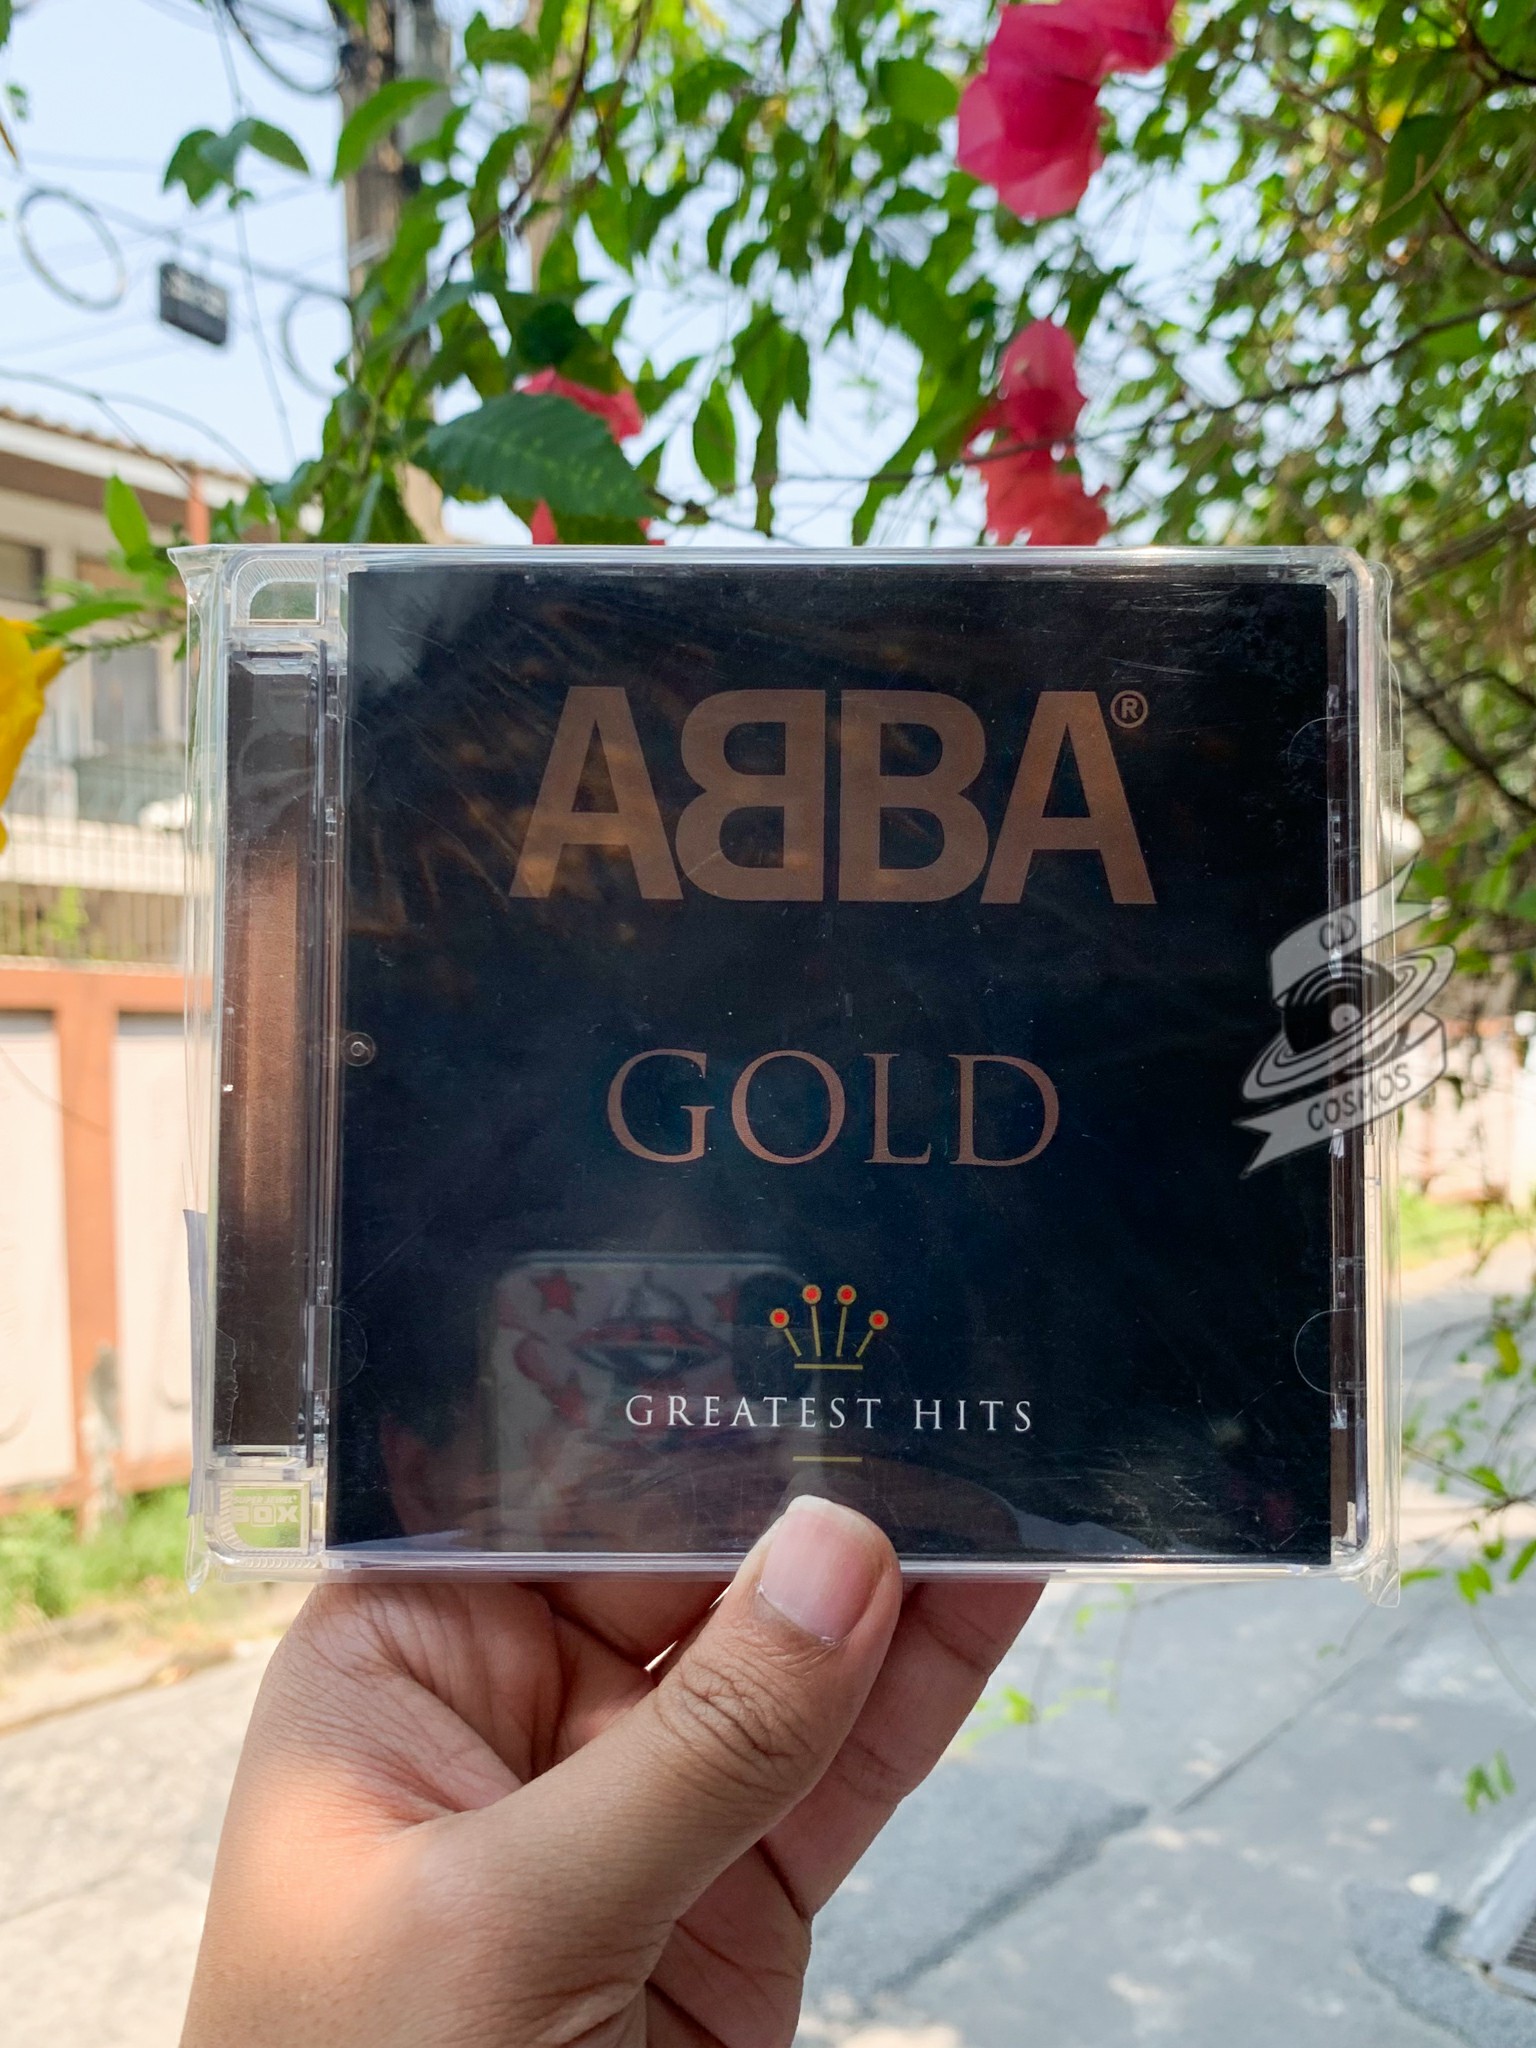 ABBA®
GOLD
GREATEST HITS
CD
COSMOS